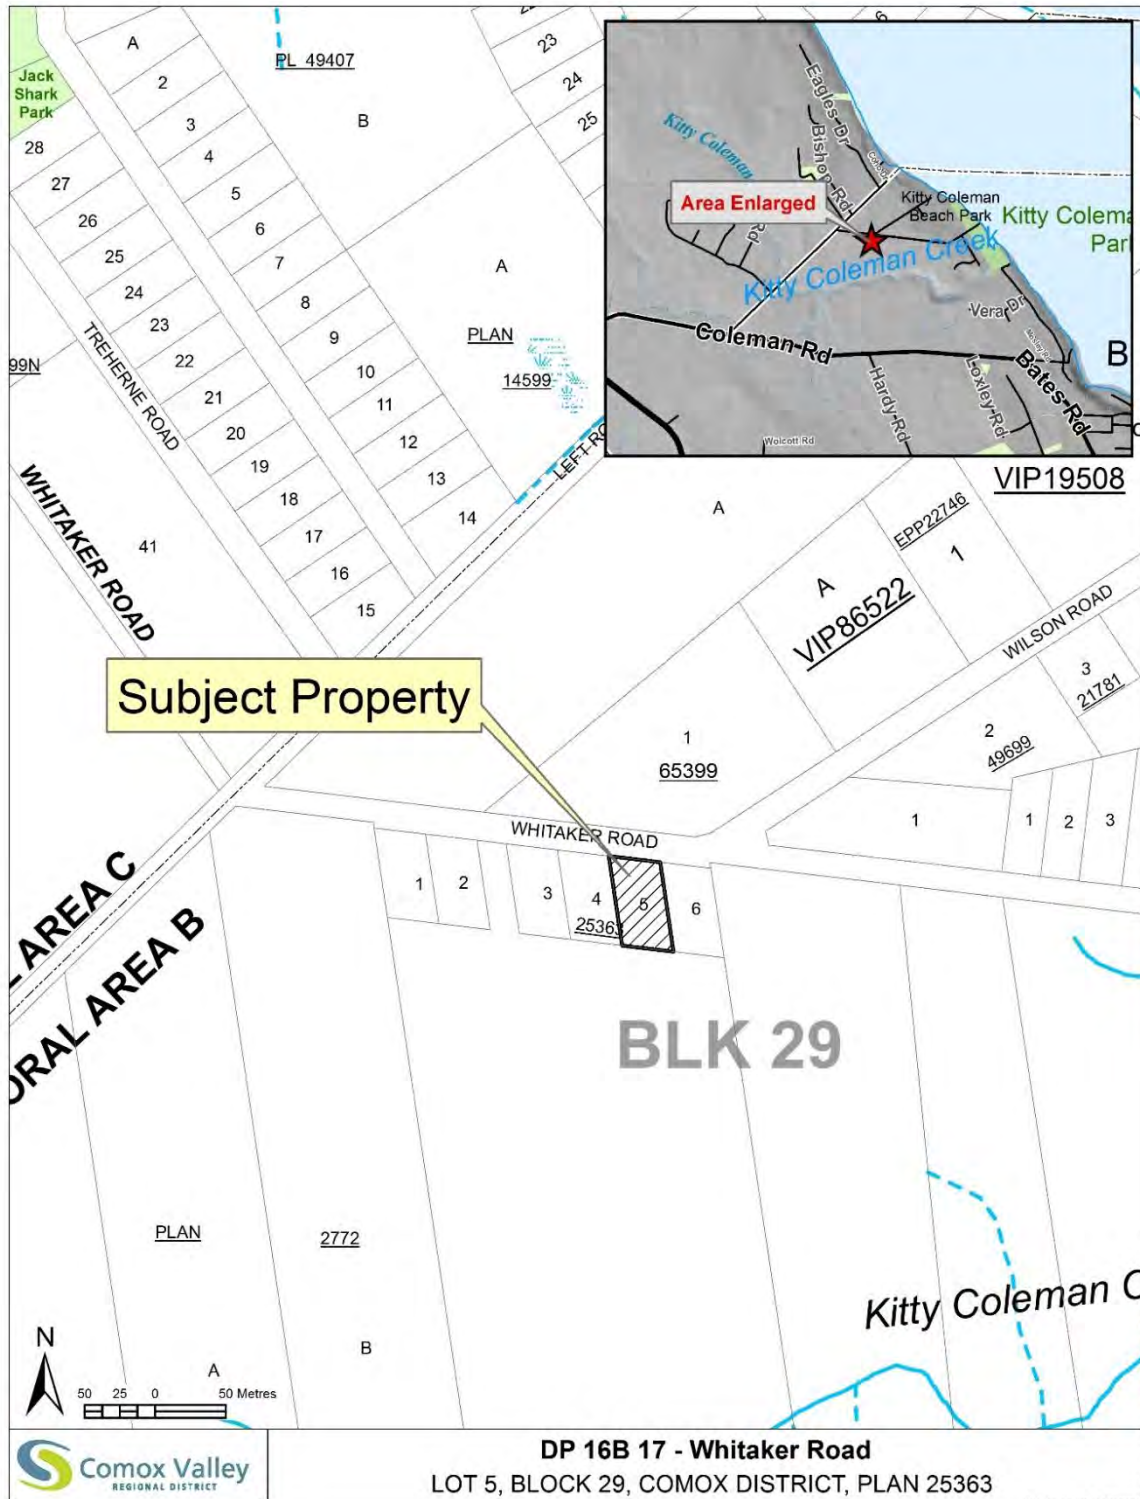 Jack
Shark
Park
28
27
26
25
24
23
22
21
20
19
18
17
16
15
A
2
3
4
5
6
7
8
9
10
11
12
13
14
PL 49407
B
A
PLAN
14599
23
24
25
6
99N
TREHERNE ROAD
WHITAKER ROAD
41
LEFT RO
Eagles Dr
Bishop Rd
Kitty Coleman
Area Enlarged
Rd
Kitty Coleman
Beach Park
Kitty Colema
Park
Kitty Coleman Creek
Vera Dr
Coleman Rd
Hardy Rd
Loxley Rd
Bates Rd
Wolcott Rd
B
VIP19508
A
EPP22746
1
A
VIP86522
WILSON ROAD
3
21781
2
49699
Subject Property
1
65399
WHITAKER ROAD
1
1
2
3
1
2
3
4
5
6
25363
L AREA C
ORAL AREA B
BLK 29
PLAN
2772
A
B
Kitty Coleman C
N
50 25 0 50 Metres
Comox Valley
REGIONAL DISTRICT
DP 16B 17 - Whitaker Road
LOT 5, BLOCK 29, COMOX DISTRICT, PLAN 25363